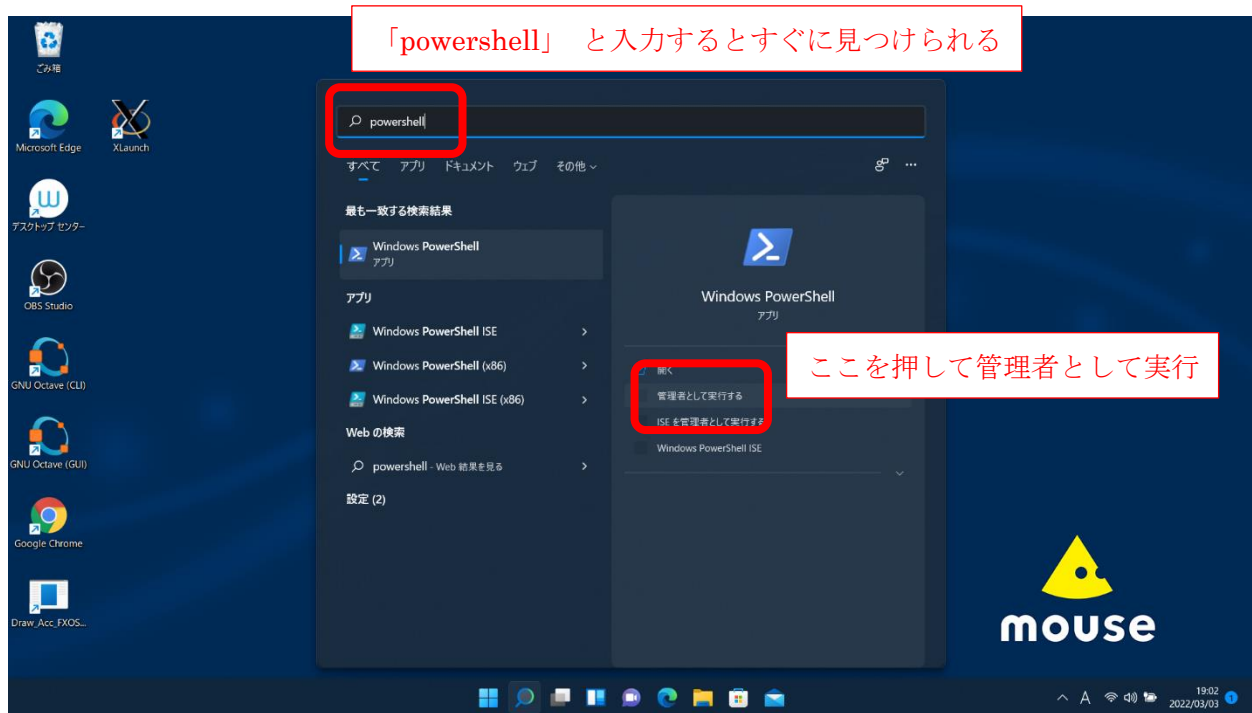 「powershell」 と入力するとすぐに見つけられる
ごみ箱
Microsoft Edge
XLaunch
デスクトップ センター
OBS Studio
GNU Octave (CLI)
GNU Octave (GUI)
Google Chrome
Draw_Acc_FXOS...
powershell
すべて アプリ ドキュメント ウェブ その他
最も一致する検索結果
Windows PowerShell
アプリ
アプリ
Windows PowerShell ISE
Windows PowerShell (x86)
Windows PowerShell ISE (x86)
Web の検索
powershell - Web 結果を見る
設定 (2)
Windows PowerShell
アプリ
ここを押して管理者として実行
開く
管理者として実行する
ISE を管理者として実行する
Windows PowerShell ISE
mouse
A
19:02
2022/03/03
1